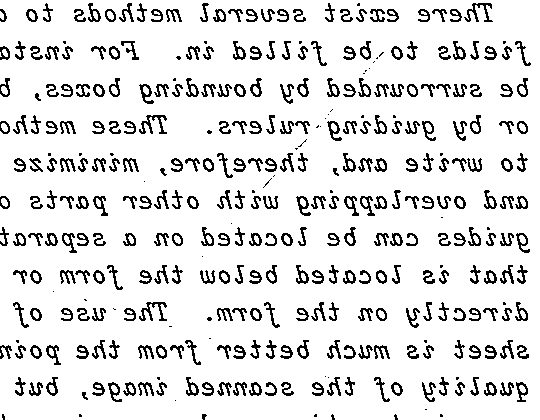 There exist several methods to
fields to be filled in. For insta
be surrounded by bounding boxes, b
or by guiding rulers. These metho
to write and, therefore, minimize
and overlapping with other parts o
guides can be located on a separat
that is located below the form or
directly on the form. The use of
sheet is much better from the poin
quality of the scanned image, but